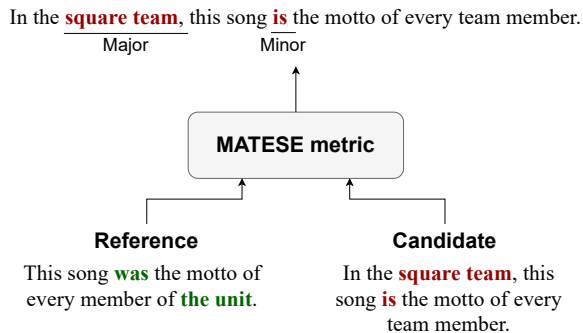 In the square team, this song is the motto of every team member.
Major
Minor
MATESE metric
Reference
This song was the motto of
every member of the unit.
Candidate
In the square team, this
song is the motto of every
team member.